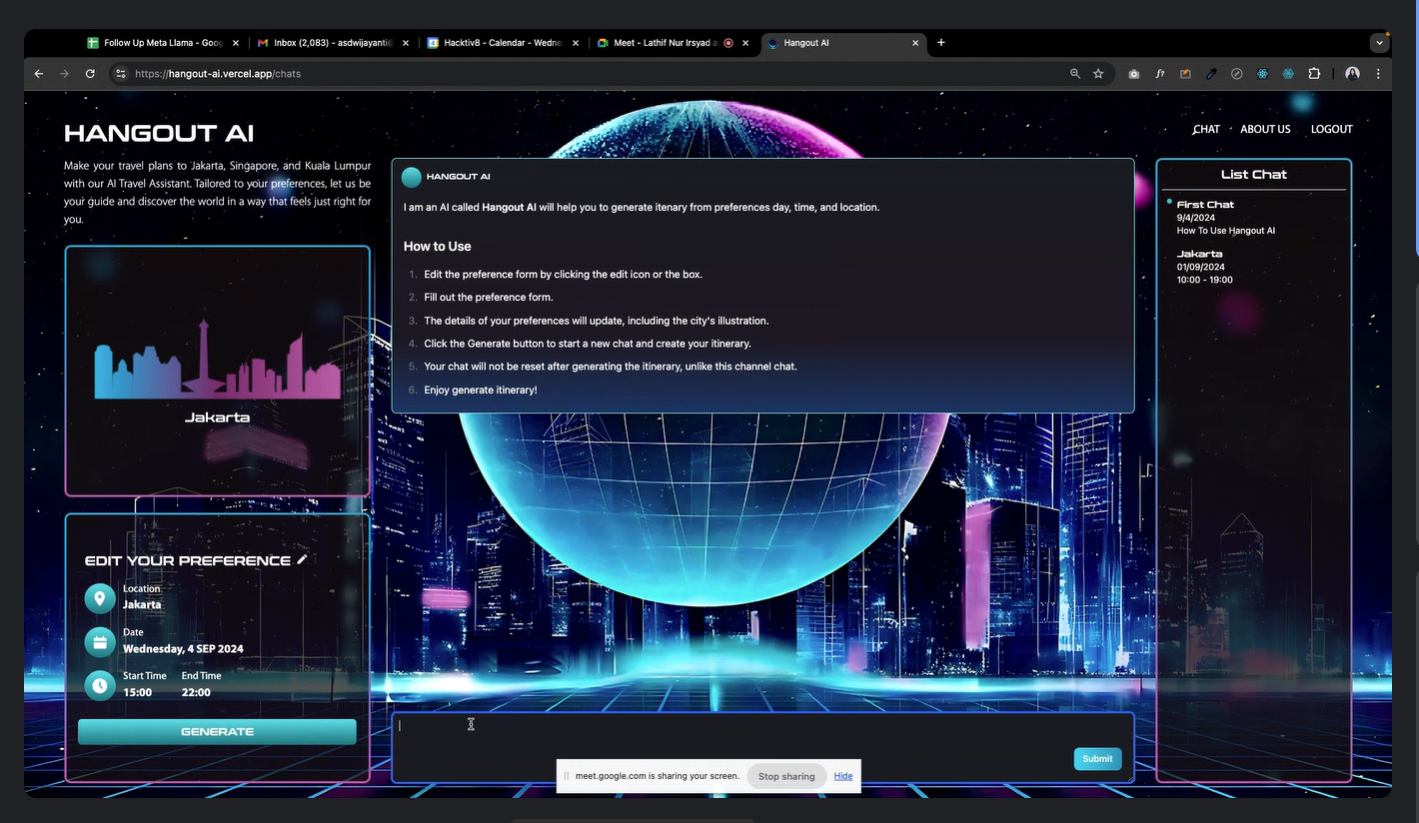 Follow Up Meta Llama - Goog
Inbox (2,083) - asdwijayanti@
Hacktiv8 - Calendar - Wedne
Meet - Lathif Nur Irsyad a
Hangout AI
https://hangout-ai.vercel.app/chats
HANGOUT AI
CHAT
ABOUT US
LOGOUT
Make your travel plans to Jakarta, Singapore, and Kuala Lumpur
with our AI Travel Assistant. Tailored to your preferences, let us be
your guide and discover the world in a way that feels just right for
you.
Jakarta
EDIT YOUR PREFERENCE
Location
Jakarta
Date
Wednesday, 4 SEP 2024
Start Time End Time
15:00 22:00
GENERATE
HANGOUT AI
I am an AI called Hangout AI will help you to generate itenary from preferences day, time, and location.
How to Use
1. Edit the preference form by clicking the edit icon or the box.
2. Fill out the preference form.
3. The details of your preferences will update, including the city's illustration.
4. Click the Generate button to start a new chat and create your itinerary.
5. Your chat will not be reset after generating the itinerary, unlike this channel chat.
6. Enjoy generate itinerary!
Submit
meet.google.com is sharing your screen. Stop sharing Hide
List Chat
First Chat
9/4/2024
How To Use Hangout AI
Jakarta
01/09/2024
10:00 - 19:00